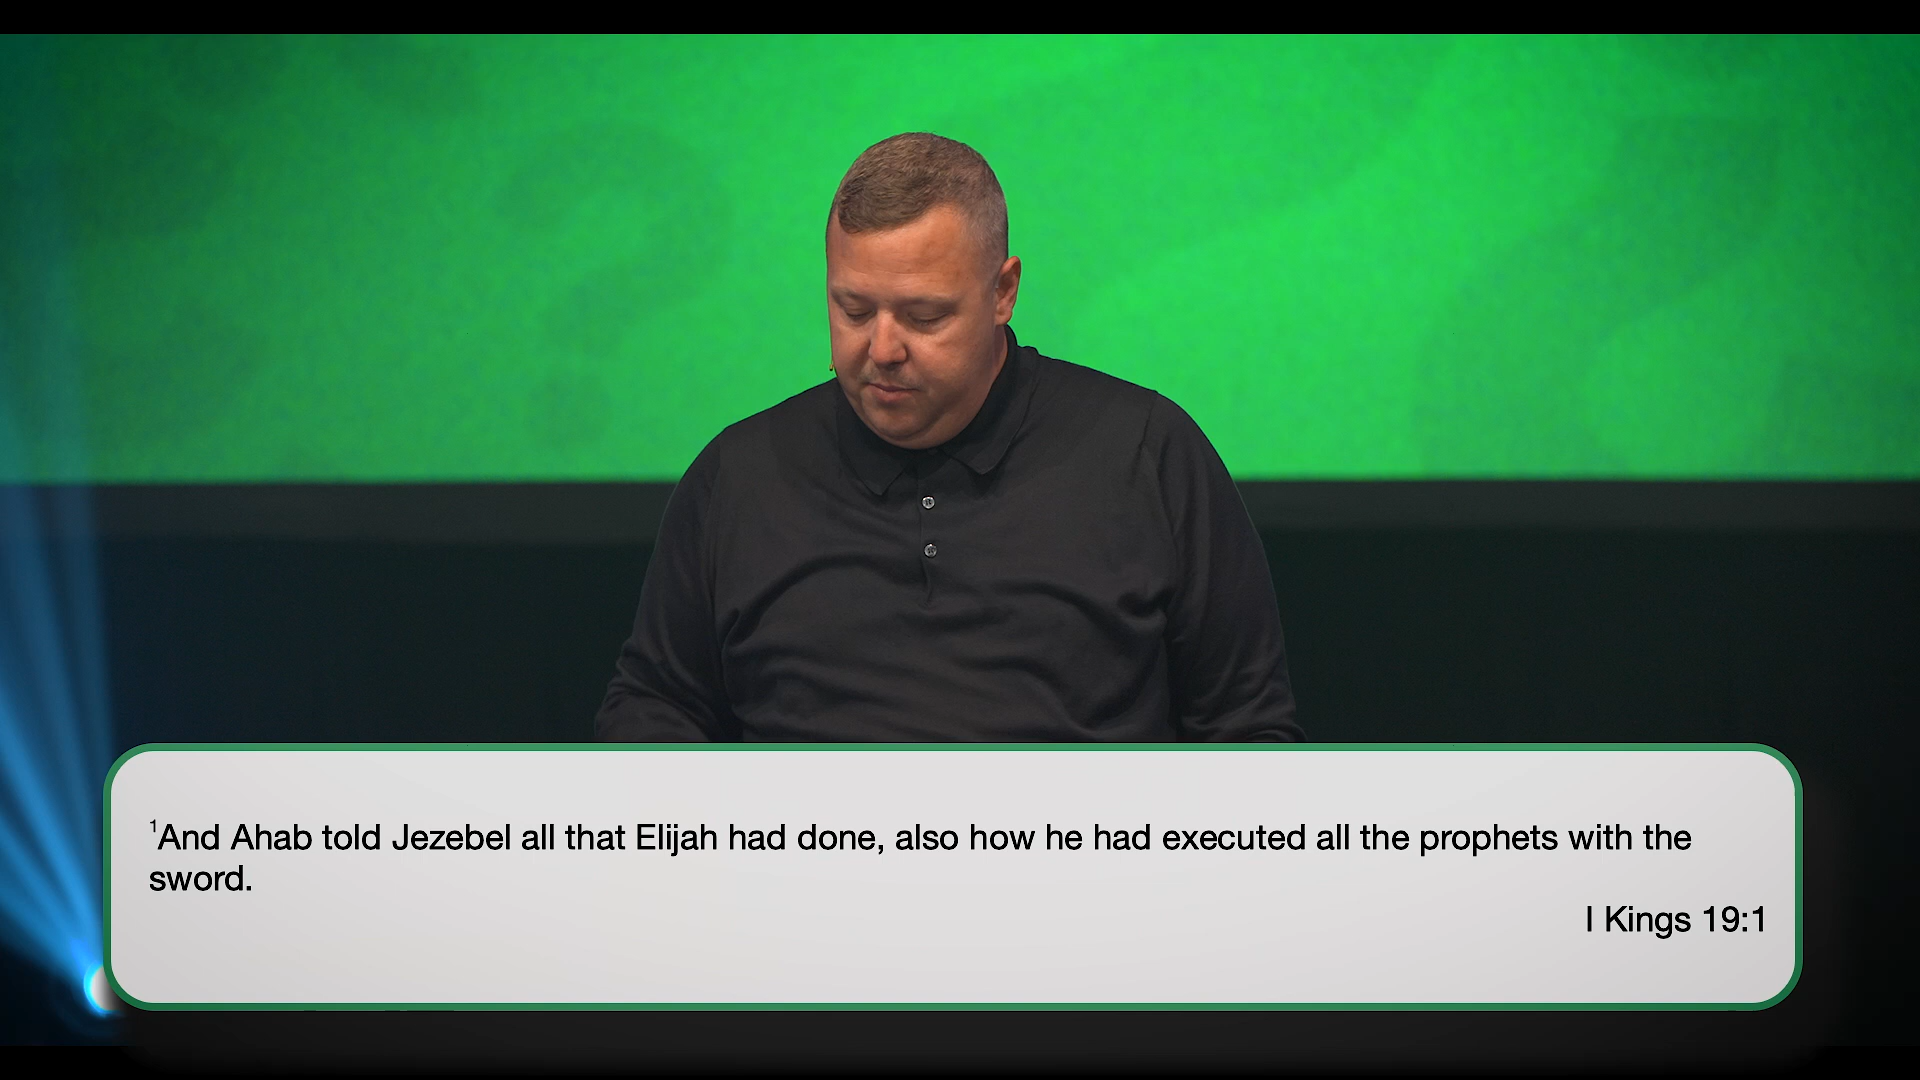 ¹And Ahab told Jezebel all that Elijah had done, also how he had executed all the prophets with the
sword.
I Kings 19:1